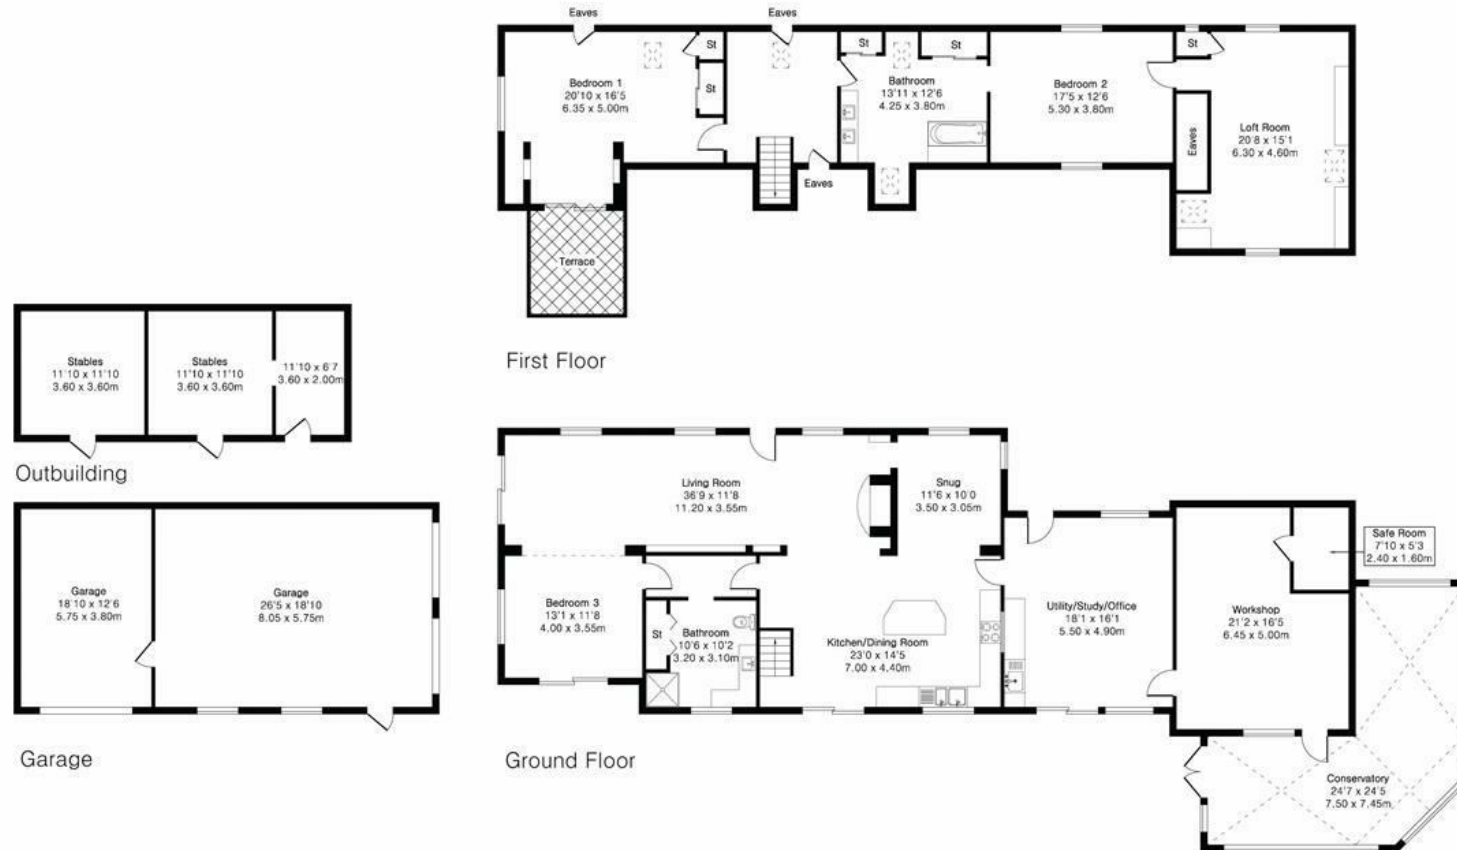 Eaves
Eaves
St
St
St
St
St
Bedroom 1
20'10 x 16'5
6.35 x 5.00m
Bathroom
13'11 x 12'6
4.25 x 3.80m
Bedroom 2
17'5 x 12'6
5.30 x 3.80m
Eaves
Loft Room
20'8 x 15'1
6.30 x 4.60m
Eaves
Terrace
First Floor
Stables
11'10 x 11'10
3.60 x 3.60m
Stables
11'10 x 11'10
3.60 x 3.60m
11'10 x 6'7
3.60 x 2.00m
Outbuilding
Garage
18'10 x 12'6
5.75 x 3.80m
Garage
26'5 x 18'10
8.05 x 5.75m
Garage
Living Room
36'9 x 11'8
11.20 x 3.55m
Snug
11'6 x 10'0
3.50 x 3.05m
Safe Room
7'10 x 5'3
2.40 x 1.60m
Bedroom 3
13'1 x 11'8
4.00 x 3.55m
St
Bathroom
10'6 x 10'2
3.20 x 3.10m
Kitchen/Dining Room
23'0 x 14'5
7.00 x 4.40m
Utility/Study/Office
18'1 x 16'1
5.50 x 4.90m
Workshop
21'2 x 16'5
6.45 x 5.00m
Conservatory
24'7 x 24'5
7.50 x 7.45m
Ground Floor